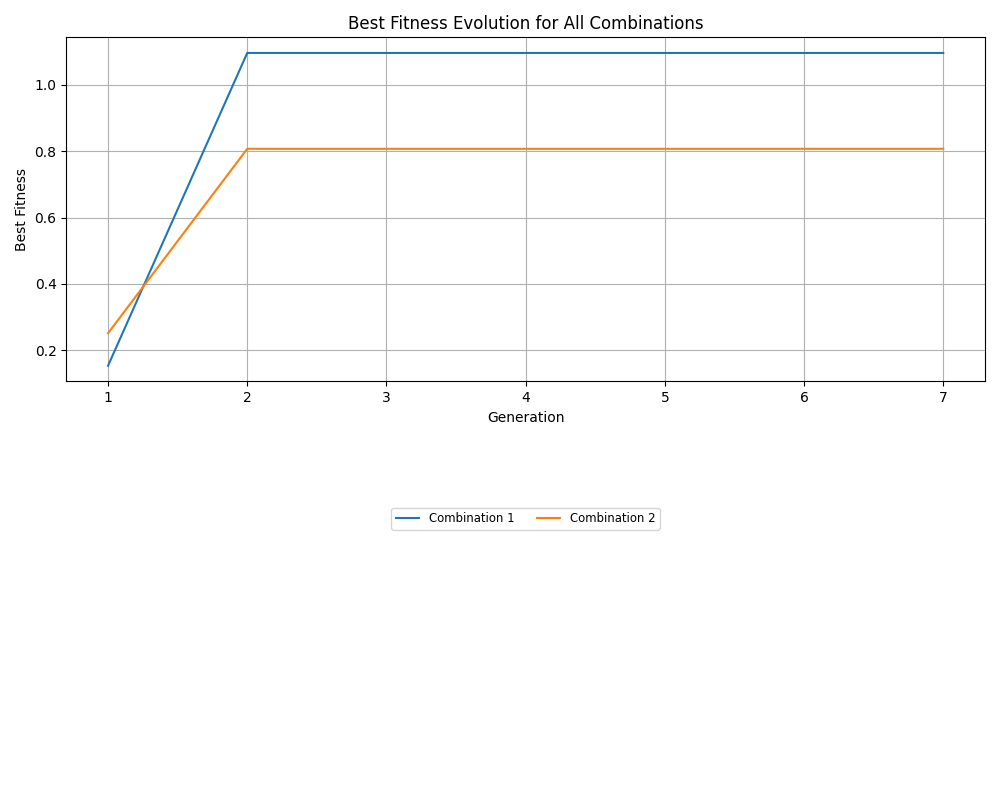 Best Fitness Evolution for All Combinations
1.0
0.8
0.6
0.4
0.2
Best Fitness
1 2 3 4 5 6 7
Generation
Combination 1 Combination 2